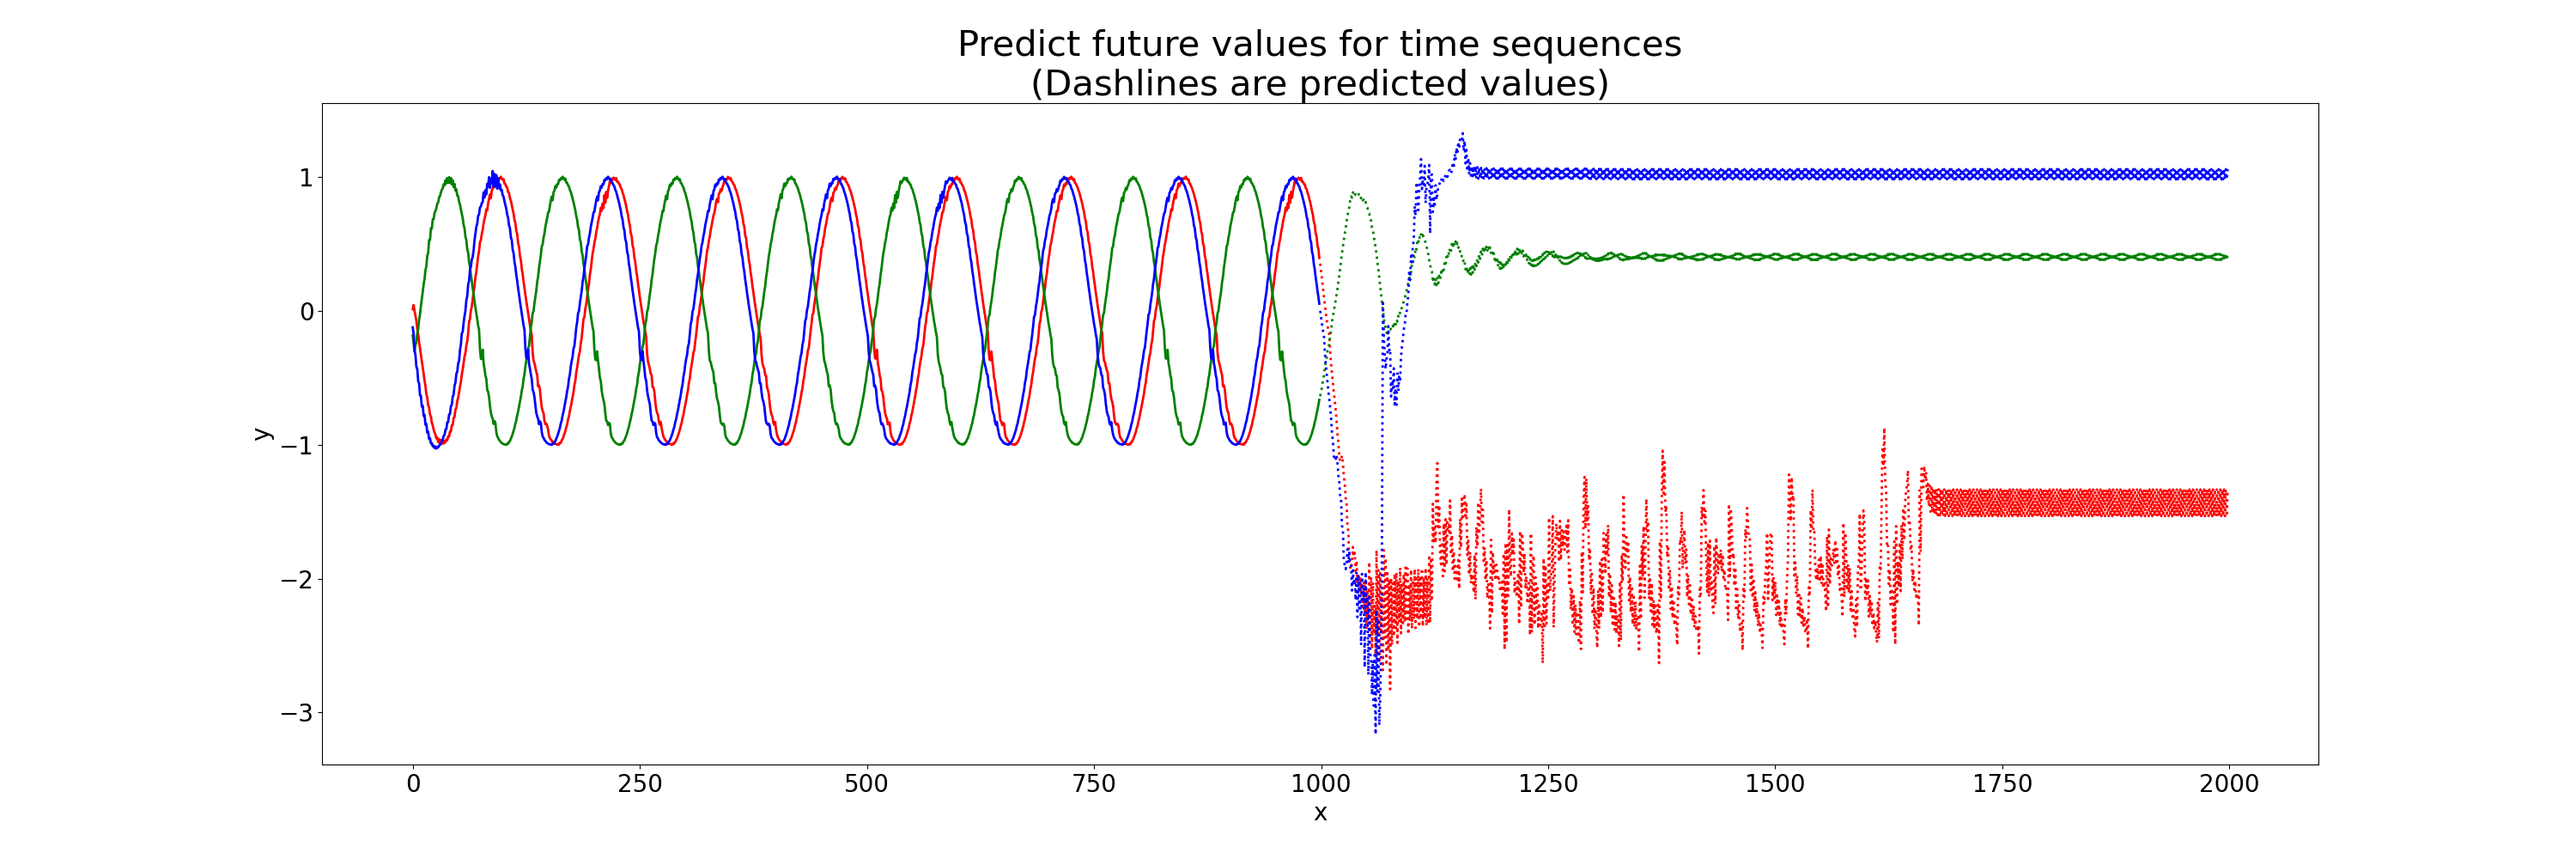 Predict future values for time sequences
(Dashlines are predicted values)
y
1
0
−1
−2
−3
0 250 500 750 1000 1250 1500 1750 2000
x